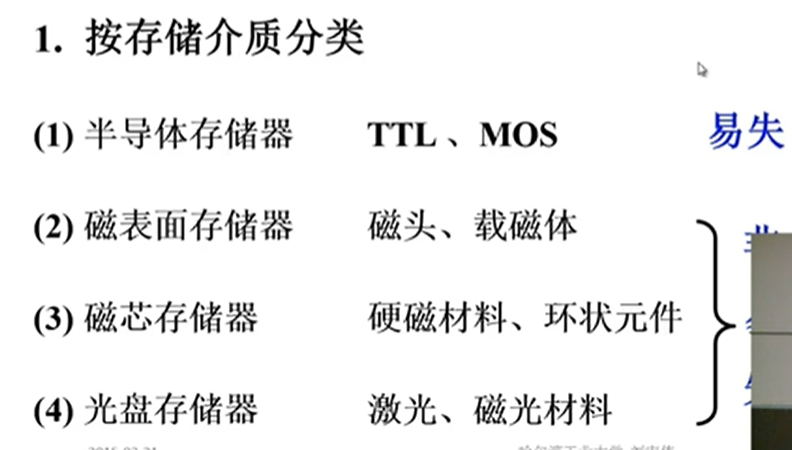 1. 按存储介质分类
(1) 半导体存储器 TTL 、MOS 易失
(2) 磁表面存储器 磁头、载磁体
(3) 磁芯存储器 硬磁材料、环状元件
(4) 光盘存储器 激光、磁光材料